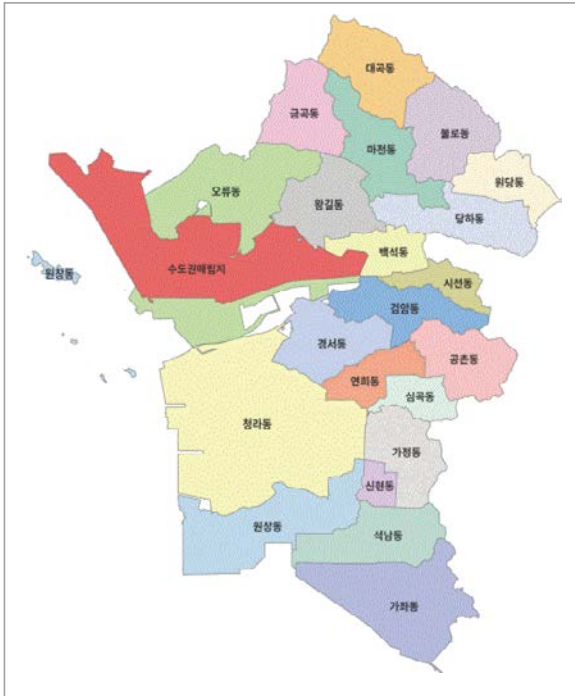 대곡동
금곡동
불로동
마전동
원당동
오류동
왕길동
당하동
백석동
수도권매립지
원창동
시천동
검암동
경서동
공촌동
연희동
심곡동
청라동
가정동
신현동
원창동
석남동
가좌동